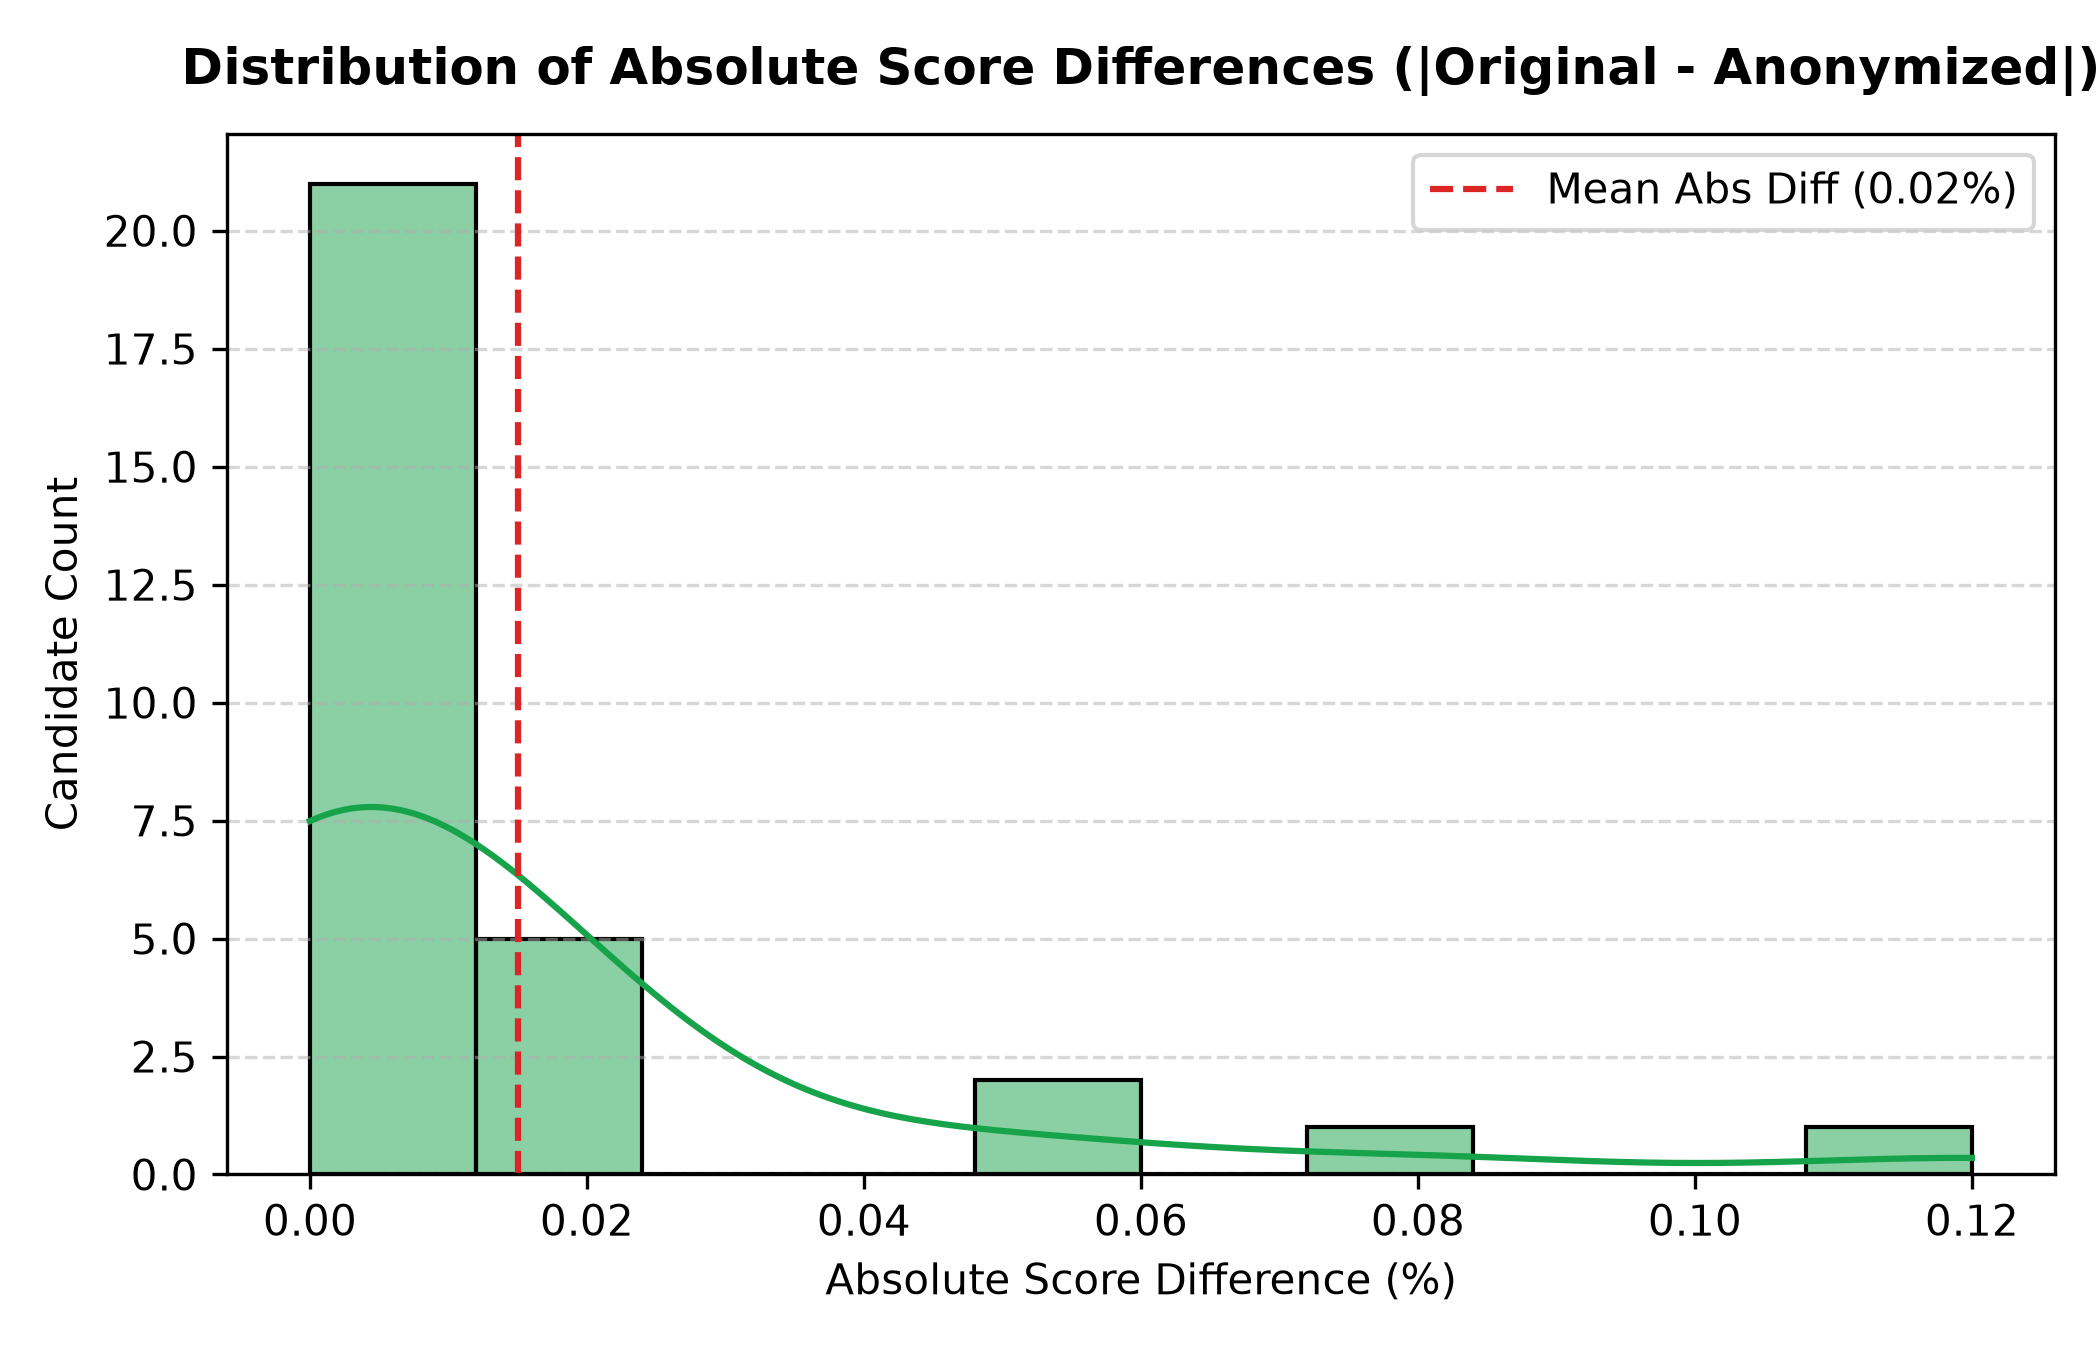 Distribution of Absolute Score Differences (|Original - Anonymized|)
Mean Abs Diff (0.02%)
Candidate Count
20.0
17.5
15.0
12.5
10.0
7.5
5.0
2.5
0.0
0.00 0.02 0.04 0.06 0.08 0.10 0.12
Absolute Score Difference (%)